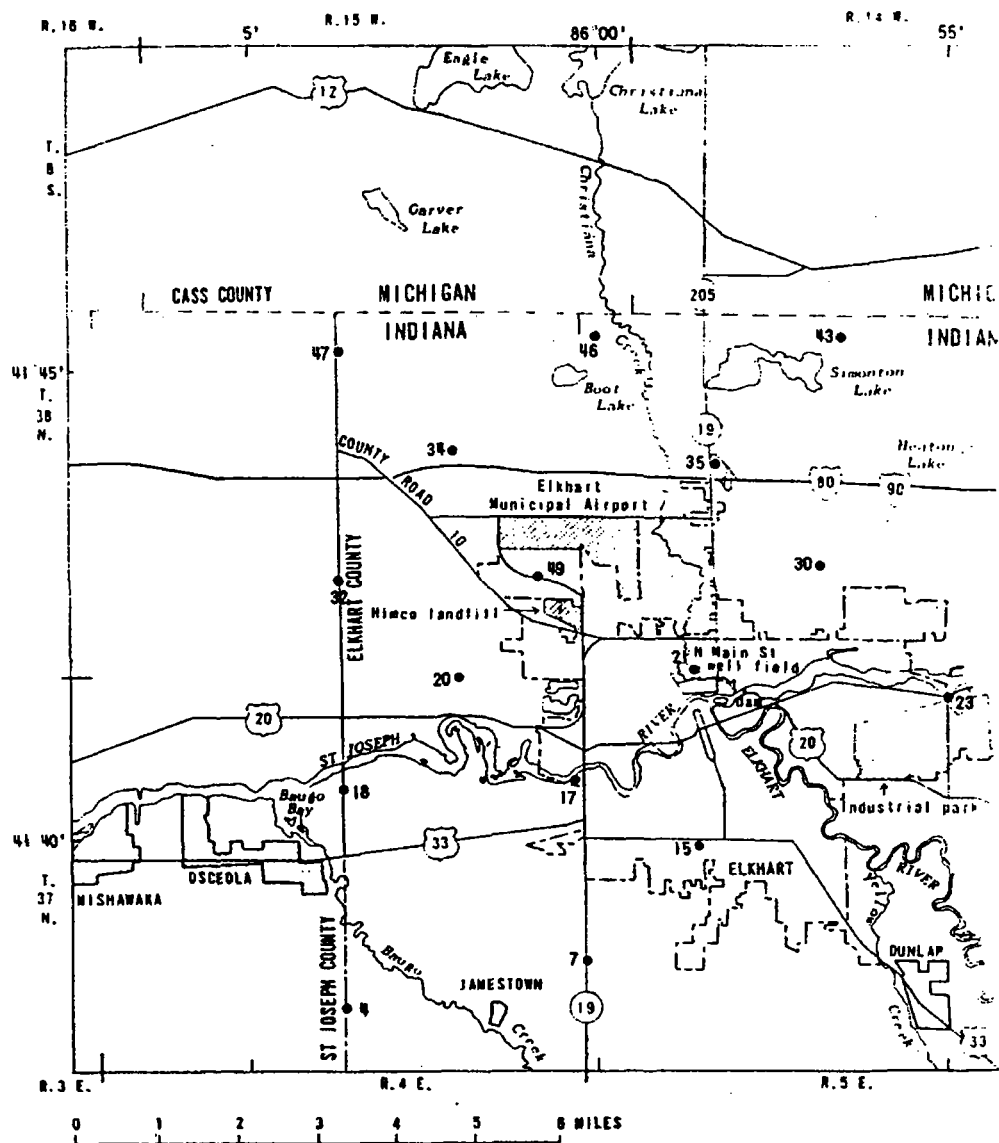 R.16 W.
R.15 W.
R.14 W.
5'
86°00'
55'
Eagle
Lake
12
Christiana
Lake
T.
8
S.
Christiana
Garver
Lake
CASS COUNTY
MICHIGAN
205
MICHIG
INDIANA
INDIAN
47
46
43
41°45'
T.
38
N.
Creek
Boot
Lake
Simonton
Lake
19
COUNTY
ROAD
10
34
35
Heaton
Lake
80
90
Elkhart
Municipal Airport
ELKHART COUNTY
32
49
30
Himco landfill
N Main St
well field
2
20
dam
23
20
ST JOSEPH
RIVER
ELKHART
20
Baugo
Bay
18
17
Industrial park
41°40'
33
15
ELKHART
RIVER
OSCEOLA
MISHAWAKA
T.
37
N.
Yellow
Baugo
7
DUNLAP
JAMESTOWN
ST JOSEPH COUNTY
4
19
Creek
Creek
33
R.3 E.
R.4 E.
R.5 E.
0 1 2 3 4 5 6 MILES